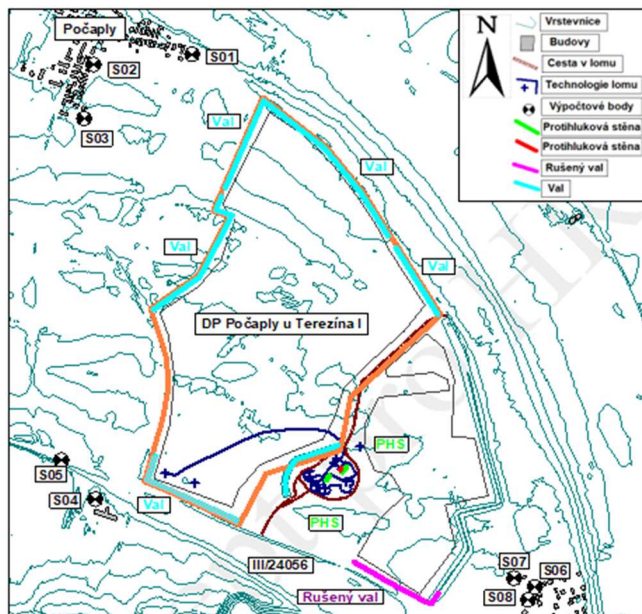 Počaply
S01
S02
S03
N
Vrstevnice
Budovy
Cesta v lomu
Technologie lomu
Výpočtové body
Protihluková stěna
Protihluková stěna
Rušený val
Val
Val
Val
Val
Val
DP Počaply u Terezína I
PHS
S05
S04
Val
PHS
III/24056
Rušený val
S07
S06
S08